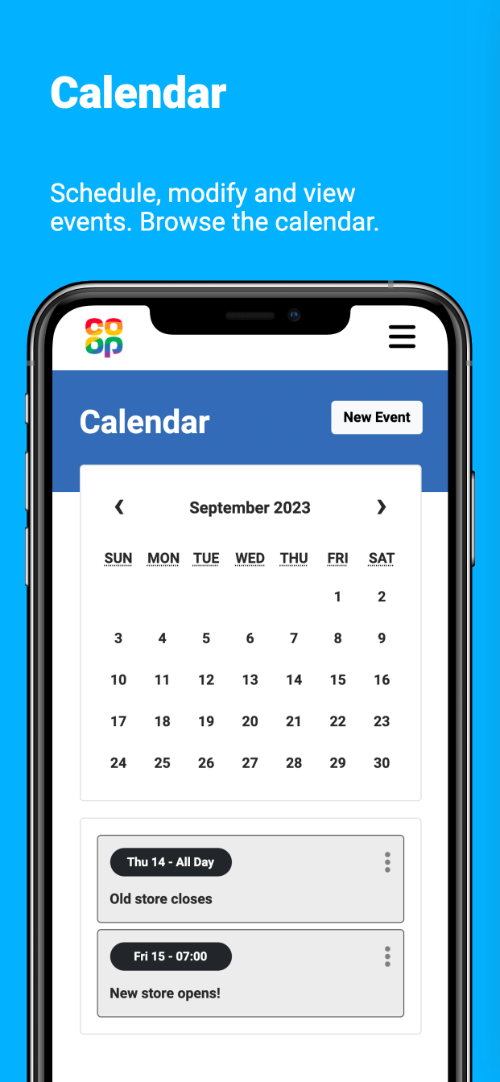 Calendar
Schedule, modify and view
events. Browse the calendar.
co
op
Calendar
New Event
September 2023
SUN MON TUE WED THU FRI SAT
1 2
3 4 5 6 7 8 9
10 11 12 13 14 15 16
17 18 19 20 21 22 23
24 25 26 27 28 29 30
Thu 14 - All Day
Old store closes
Fri 15 - 07:00
New store opens!